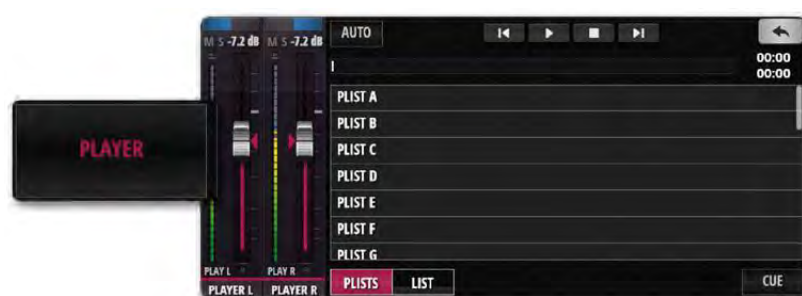 PLAYER
M S -7.2 dB M S -7.2 dB
PLAY L PLAY R
PLAYER L PLAYER R
AUTO
00:00
00:00
PLIST A
PLIST B
PLIST C
PLIST D
PLIST E
PLIST F
PLIST G
PLISTS LIST CUE